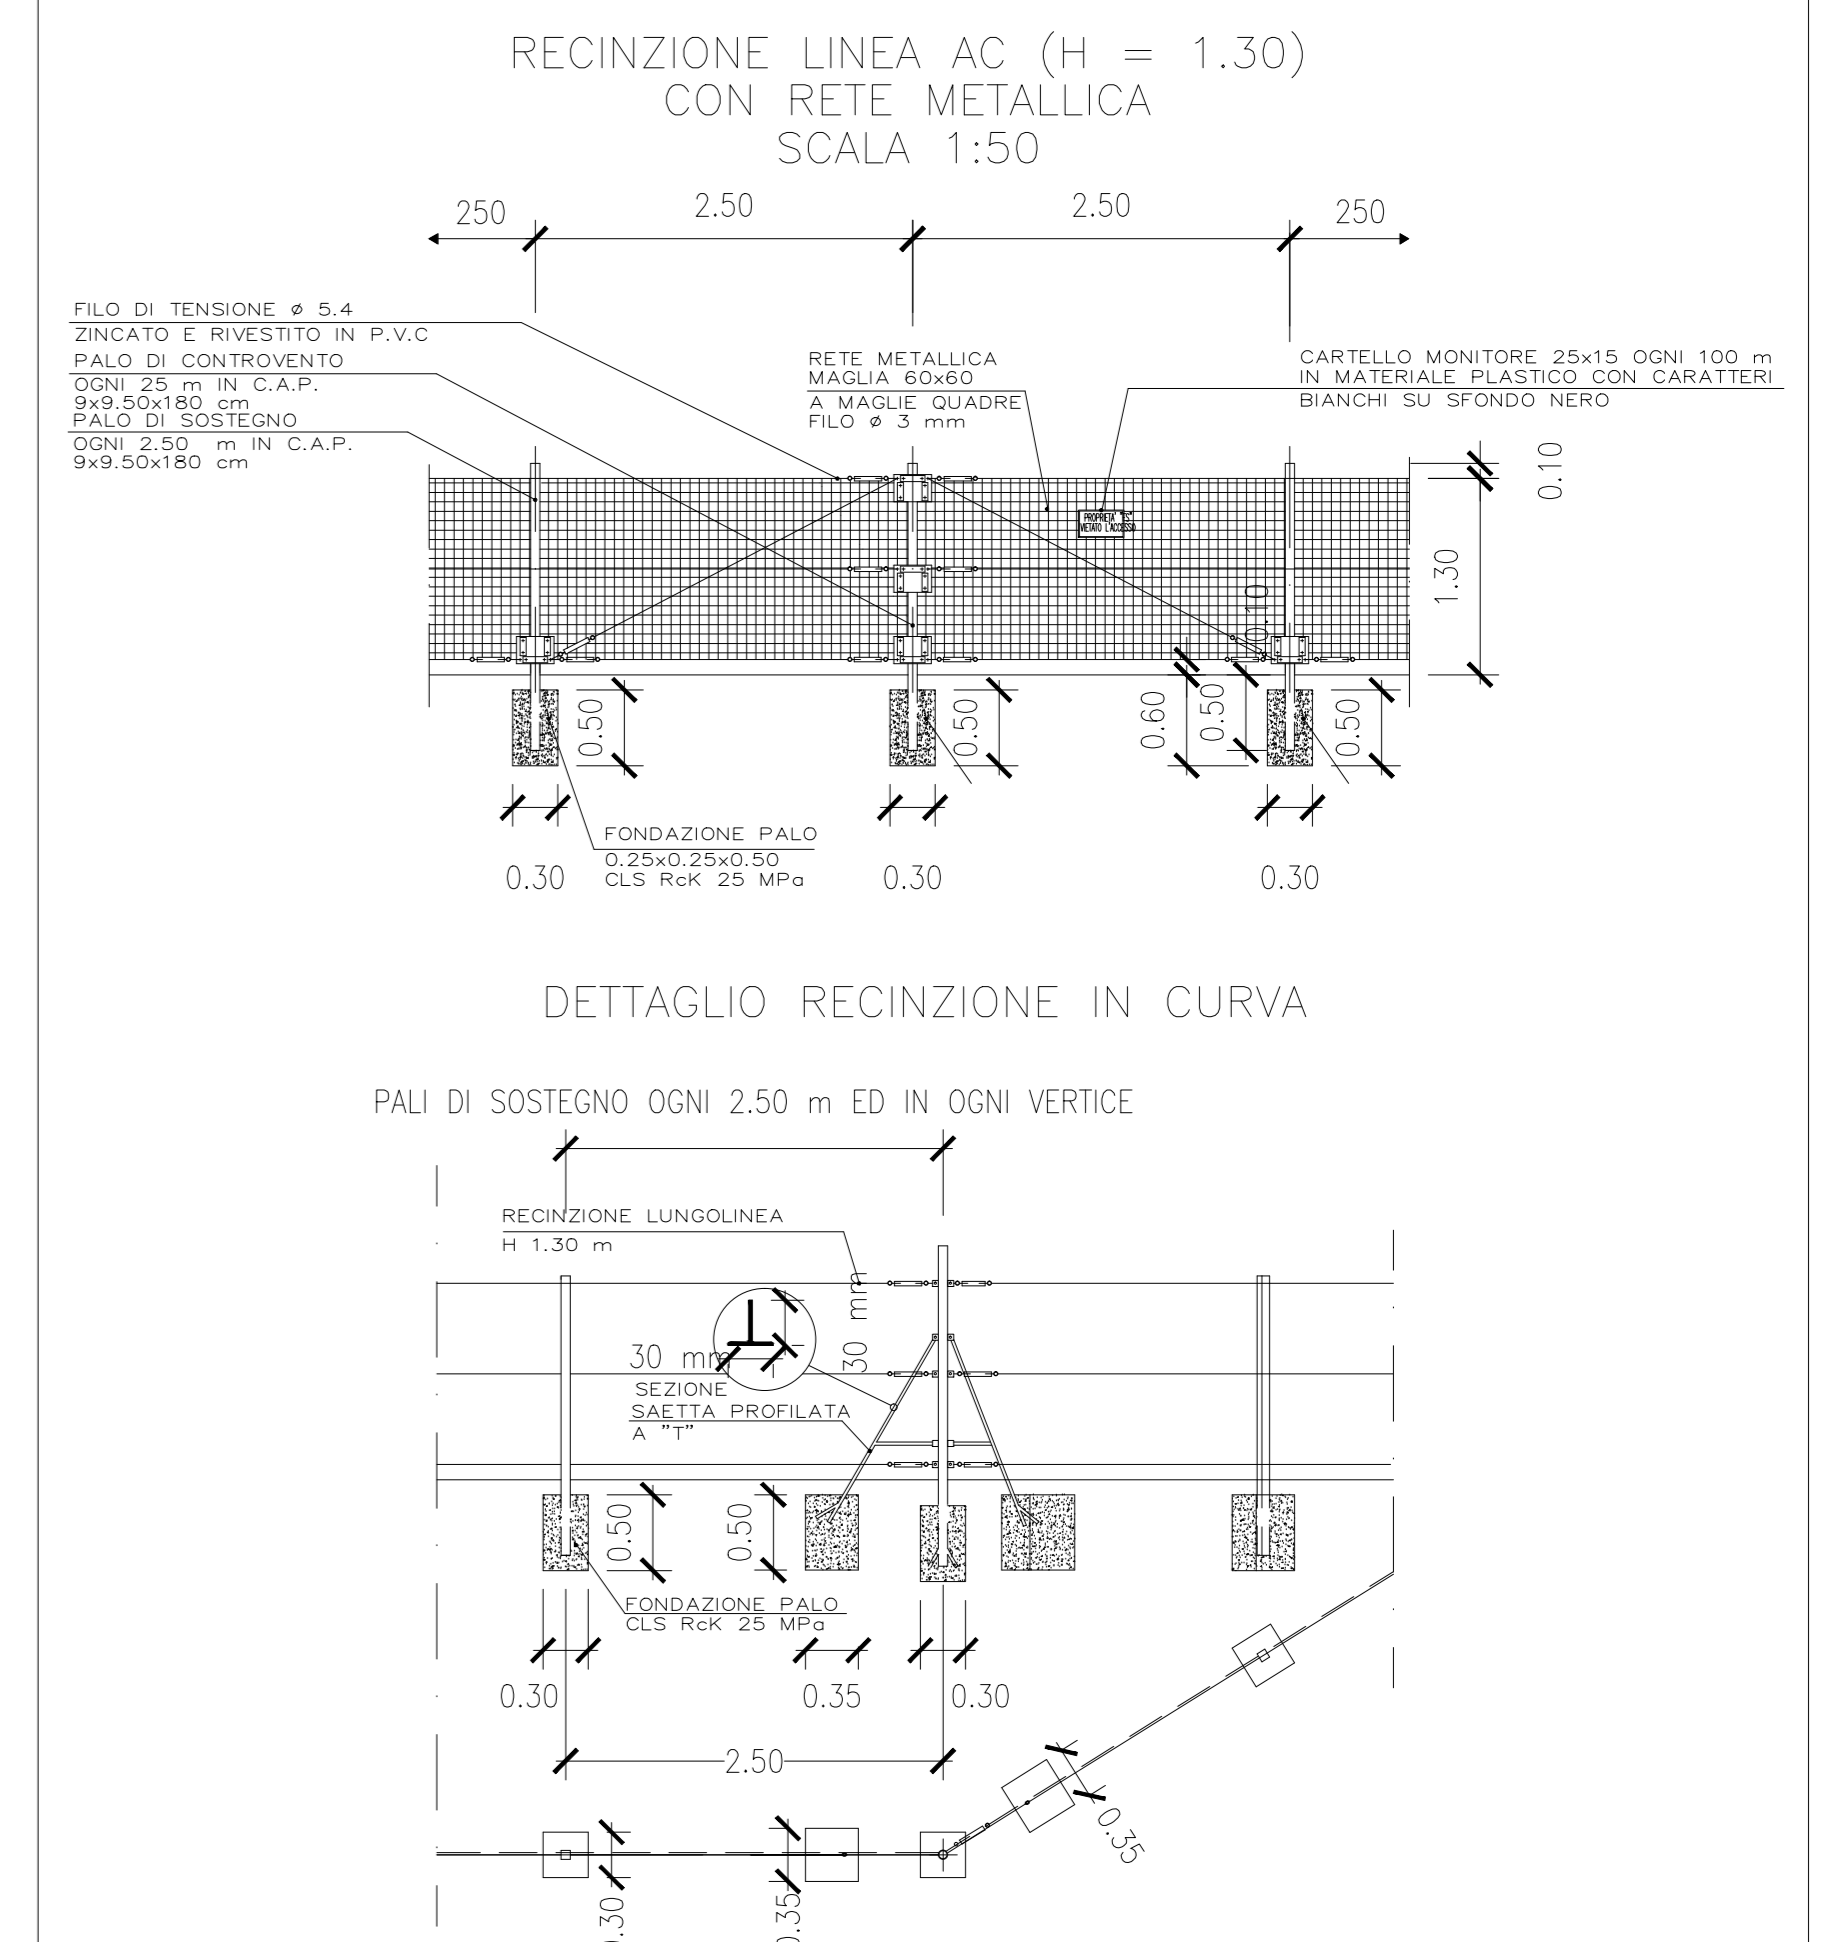 RECINZIONE LINEA AC (H = 1.30)
CON RETE METALLICA
SCALA 1:50
250
2.50
2.50
250
FILO DI TENSIONE ø 5.4
ZINCATO E RIVESTITO IN P.V.C
PALO DI CONTROVENTO
OGNI 25 m IN C.A.P.
9x9.50x180 cm
PALO DI SOSTEGNO
OGNI 2.50 m IN C.A.P.
9x9.50x180 cm
RETE METALLICA
MAGLIA 60x60
A MAGLIE QUADRE
FILO ø 3 mm
CARTELLO MONITORE 25x15 OGNI 100 m
IN MATERIALE PLASTICO CON CARATTERI
BIANCHI SU SFONDO NERO
0.10
PROPRIETA' "FS"
VIETATO L'ACCESSO
1.30
0.10
0.50
0.50
0.60
0.50
0.50
FONDAZIONE PALO
0.25x0.25x0.50
CLS RcK 25 MPa
0.30
0.30
0.30
DETTAGLIO RECINZIONE IN CURVA
PALI DI SOSTEGNO OGNI 2.50 m ED IN OGNI VERTICE
RECINZIONE LUNGOLINEA
H 1.30 m
30 mm
30 mm
SEZIONE
SAETTA PROFILATA
A "T"
0.50
0.50
FONDAZIONE PALO
CLS RcK 25 MPa
0.30
0.35
0.30
2.50
0.35
0.30
0.35